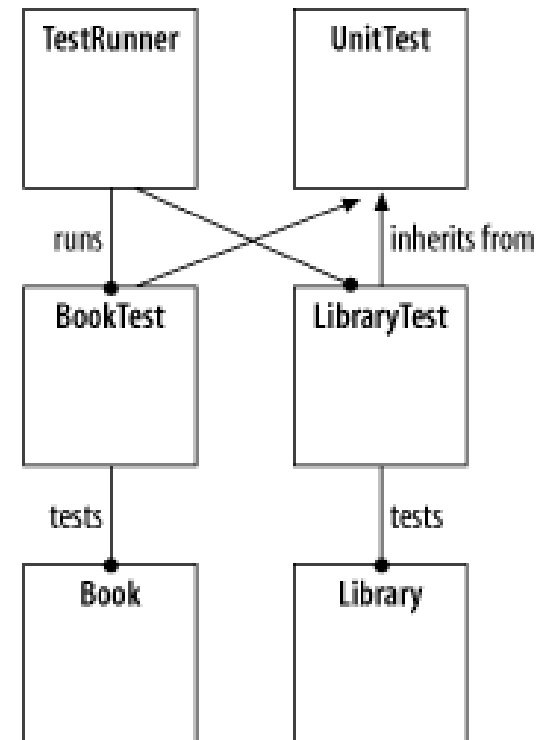 TestRunner
UnitTest
runs
inherits from
BookTest
LibraryTest
tests
tests
Book
Library